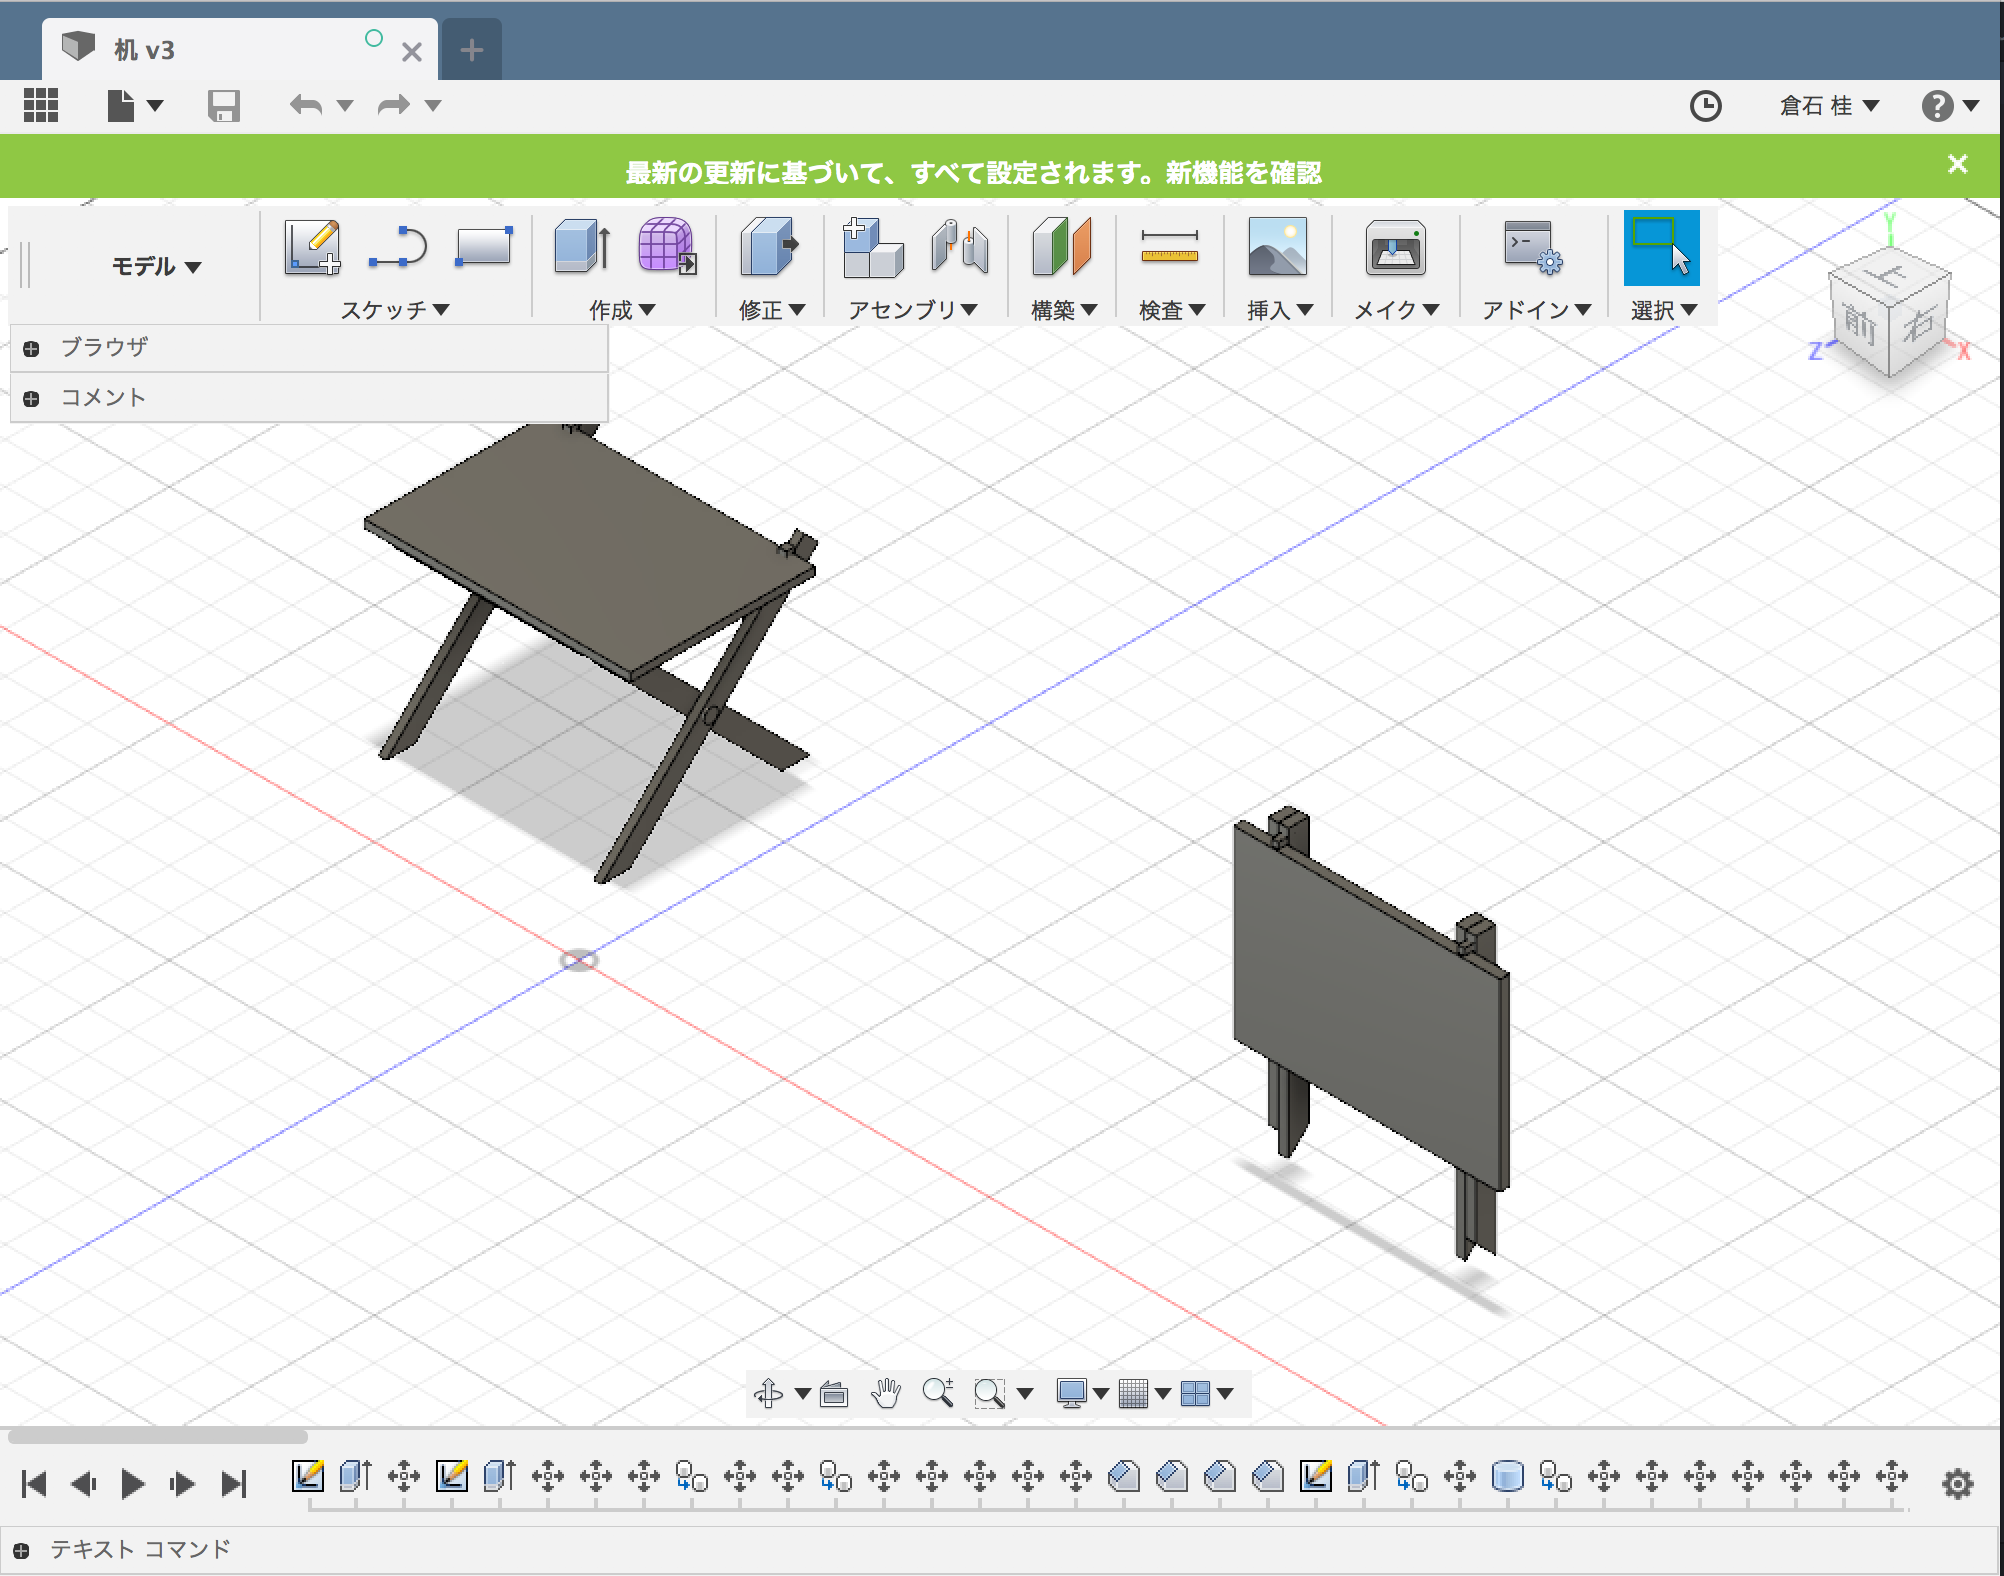 机 v3
倉石 桂
最新の更新に基づいて、すべて設定されます。新機能を確認
モデル
スケッチ
作成
修正
アセンブリ
構築
検査
挿入
メイク
アドイン
選択
ブラウザ
コメント
Y
上
前
右
Z
X
テキスト コマンド